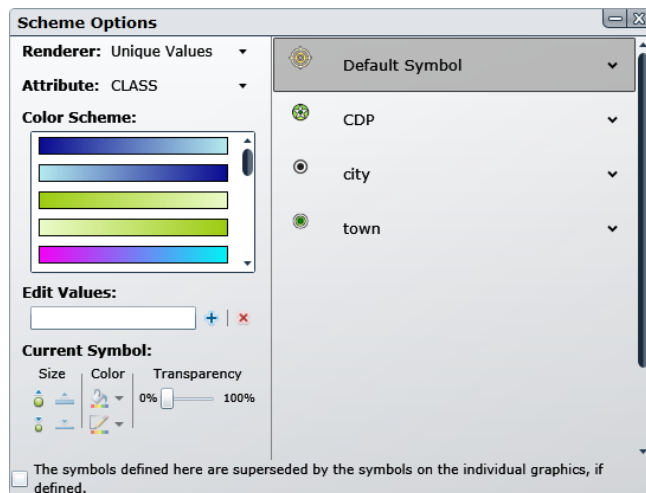 Scheme Options
Renderer: Unique Values
Attribute: CLASS
Color Scheme:
Edit Values:
Current Symbol:
Size Color Transparency
0% 100%
Default Symbol
CDP
city
town
The symbols defined here are superseded by the symbols on the individual graphics, if
defined.